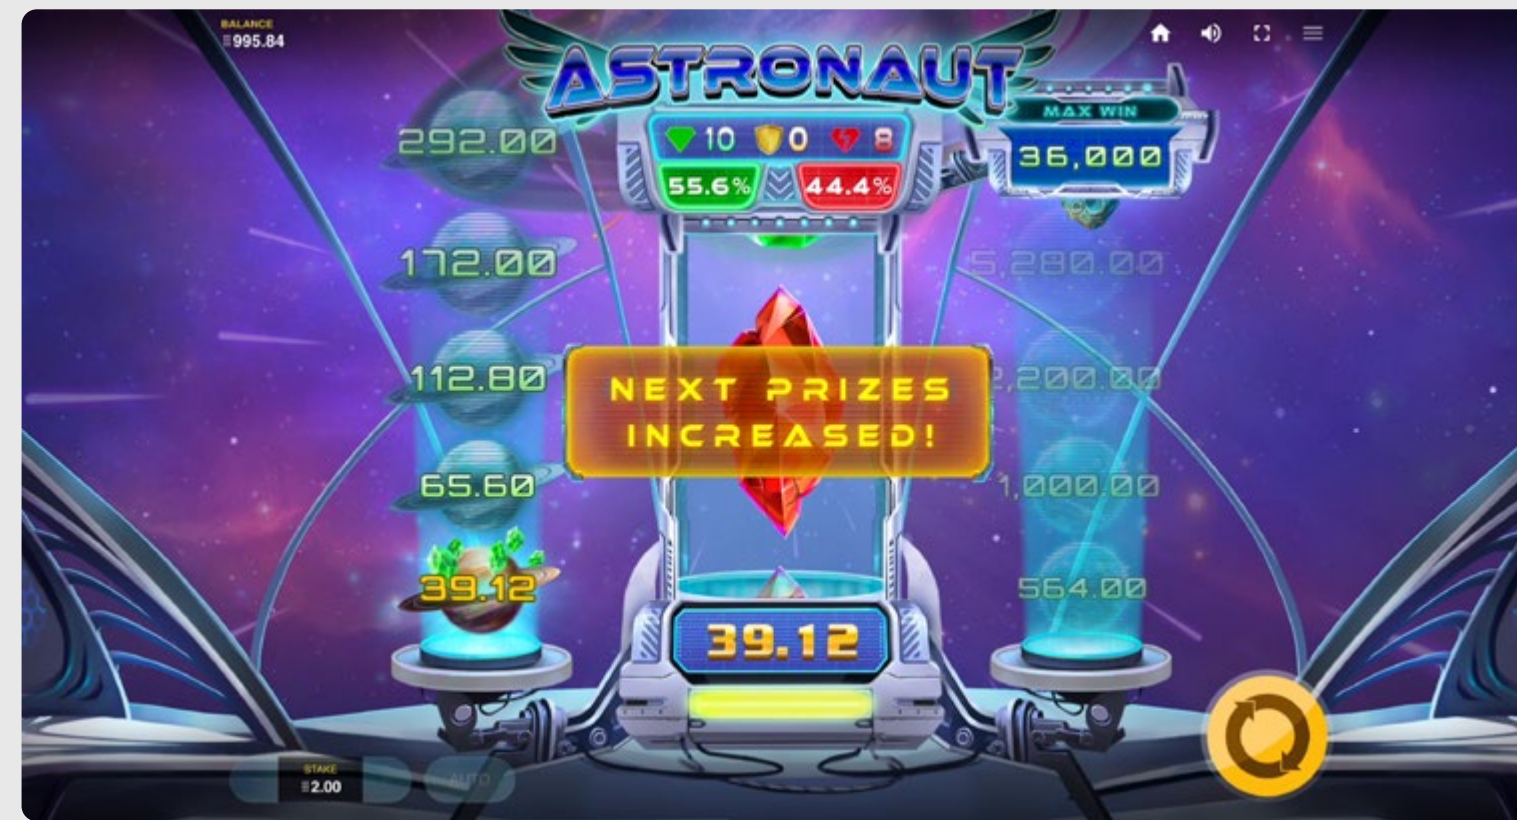 BALANCE
995.84
ASTRONAUT
MAX WIN
36,000
10 0 8
55.6% 44.4%
292.00
172.00
112.80
65.60
39.12
5,280.00
2,200.00
1,000.00
564.00
NEXT PRIZES
INCREASED!
39.12
STAKE
2.00
AUTO